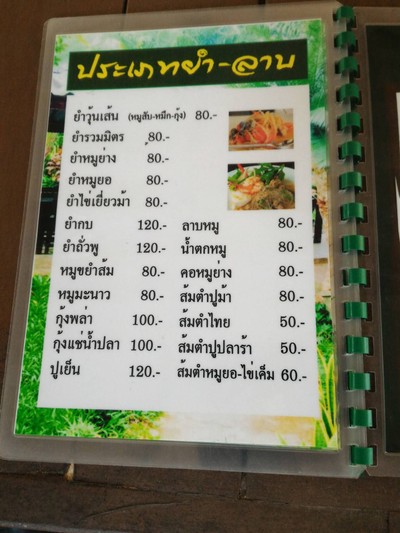 ประเภทยำ-ลาบ
ยำวุ้นเส้น (หมูสับ-หมึก-กุ้ง) 80.-
ยำรวมมิตร 80.-
ยำหมูย่าง 80.-
ยำหมูยอ 80.-
ยำไข่เยี่ยวม้า 80.-
ยำกบ 120.-
ยำถั่วพู 120.-
หมูขยำส้ม 80.-
หมูมะนาว 80.-
กุ้งพล่า 100.-
กุ้งแช่น้ำปลา 100.-
ปูเย็น 120.-
ลาบหมู 80.-
น้ำตกหมู 80.-
คอหมูย่าง 80.-
ส้มตำปูม้า 80.-
ส้มตำไทย 50.-
ส้มตำปูปลาร้า 50.-
ส้มตำหมูยอ-ไข่เค็ม 60.-